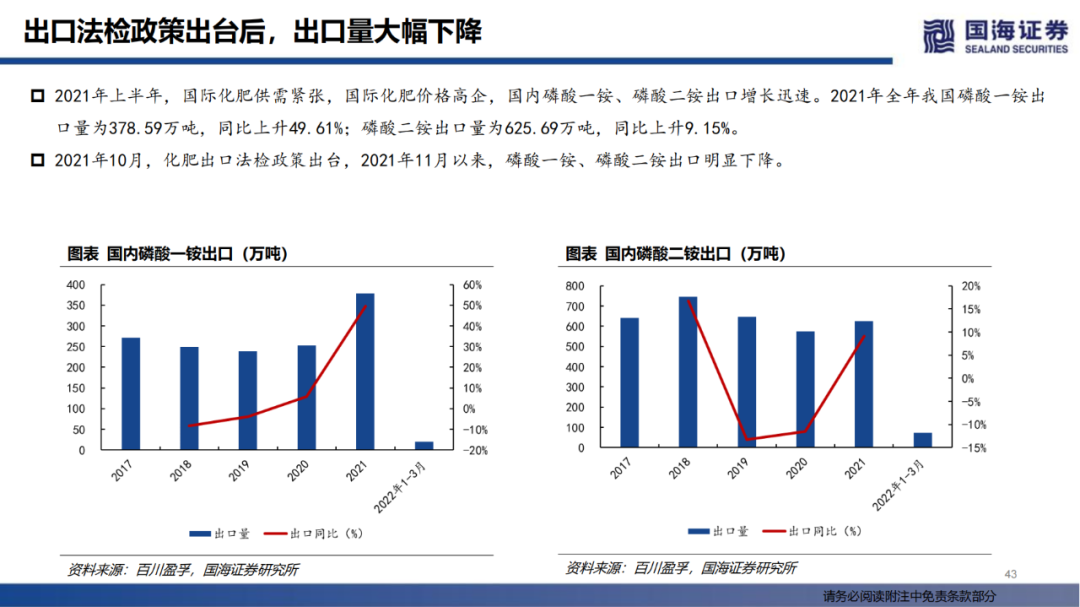 出口法检政策出台后，出口量大幅下降
国海证券
SEALAND SECURITIES
2021年上半年，国际化肥供需紧张，国际化肥价格高企，国内磷酸一铵、磷酸二铵出口增长迅速。2021年全年我国磷酸一铵出
口量为378.59万吨，同比上升49.61%；磷酸二铵出口量为625.69万吨，同比上升9.15%。
2021年10月，化肥出口法检政策出台，2021年11月以来，磷酸一铵、磷酸二铵出口明显下降。
图表 国内磷酸一铵出口（万吨）
400
350
300
250
200
150
100
50
0
60%
50%
40%
30%
20%
10%
0%
-10%
-20%
2017
2018
2019
2020
2021
2022年1-3月
出口量
出口同比（%）
资料来源：百川盈孚，国海证券研究所
图表 国内磷酸二铵出口（万吨）
800
700
600
500
400
300
200
100
0
20%
15%
10%
5%
0%
-5%
-10%
-15%
2017
2018
2019
2020
2021
2022年1-3月
出口量
出口同比（%）
资料来源：百川盈孚，国海证券研究所
43
请务必阅读附注中免责条款部分